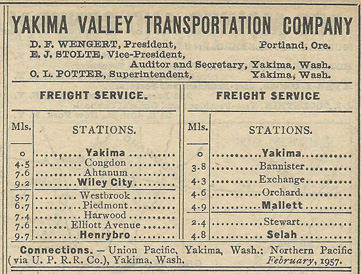 YAKIMA VALLEY TRANSPORTATION COMPANY
D. F. WENGERT, President, Portland, Ore.
E. J. STOLTE, Vice-President,
Auditor and Secretary, Yakima, Wash.
O. L. POTTER, Superintendent, Yakima, Wash.
FREIGHT SERVICE.
Mls. STATIONS.
0 ......Yakima......
4.5 ......Congdon......
7.6 ......Ahtanum......
9.2 ......Wiley City......
5.7 ......Westbrook......
6.7 ......Piedmont......
7.4 ......Harwood......
7.6 ......Elliott Avenue......
9.7 ......Henrybro......
FREIGHT SERVICE
Mls. STATIONS.
0 ......Yakima......
3.8 ......Bannister......
4.3 ......Exchange......
4.6 ......Orchard......
4.9 ......Mallett......
2.4 ......Stewart......
4.8 ......Selah......
Connections. — Union Pacific, Yakima, Wash.; Northern Pacific
(via U. P. R.R. Co.), Yakima, Wash. February, 1957.